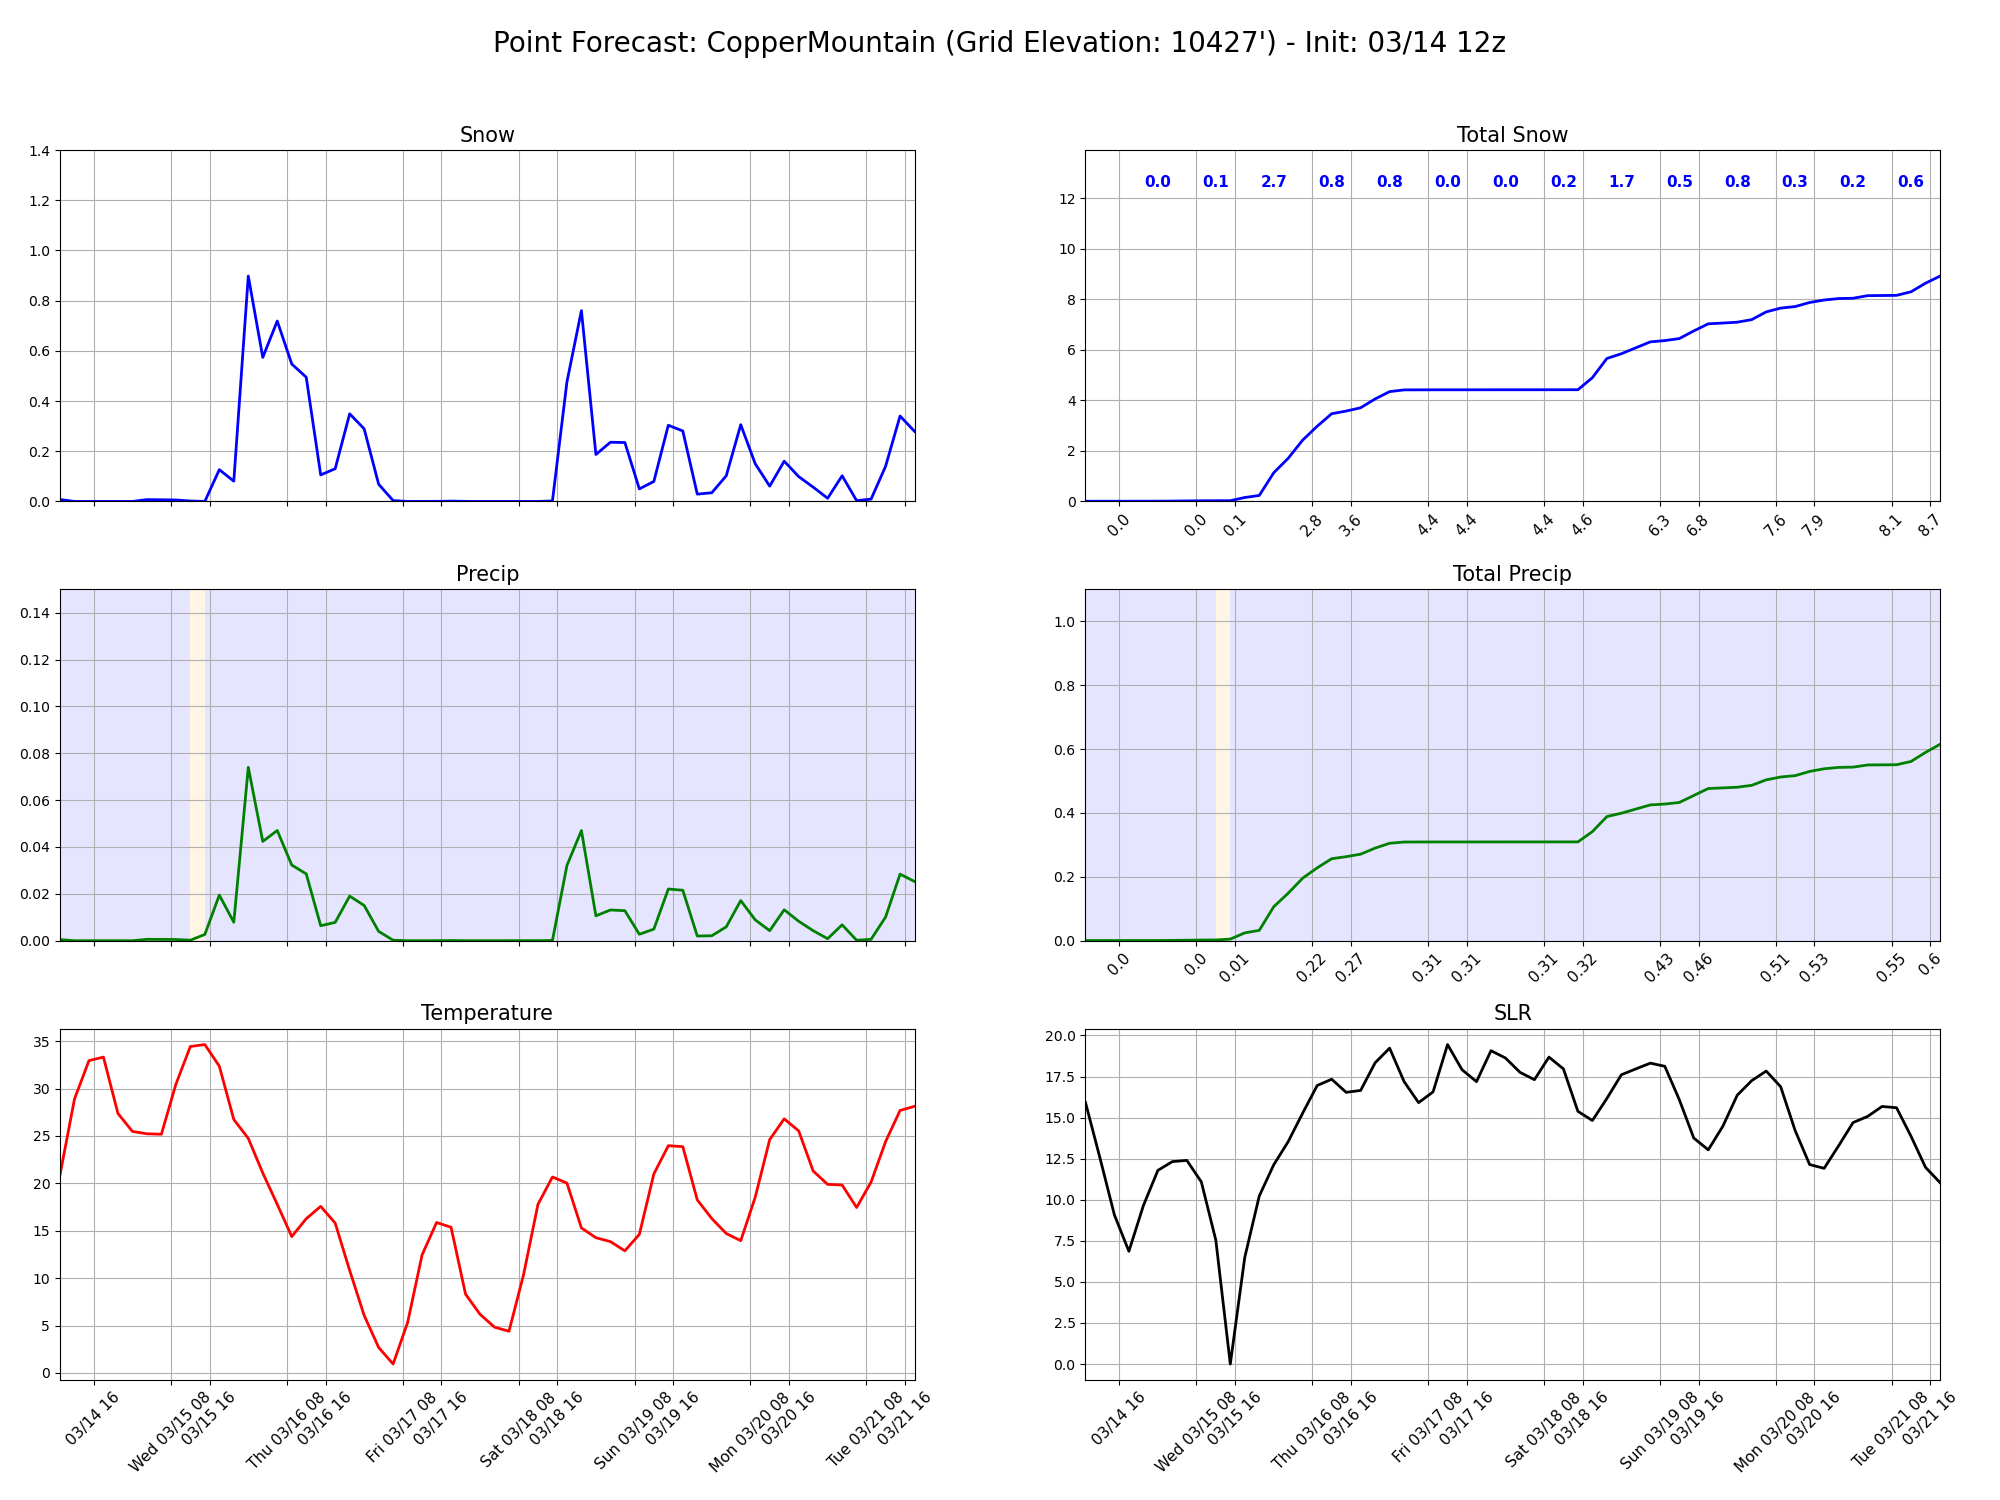 Point Forecast: CopperMountain (Grid Elevation: 10427') - Init: 03/14 12z
Snow
1.4
1.2
1.0
0.8
0.6
0.4
0.2
0.0
Total Snow
0.0 0.1 2.7 0.8 0.8 0.0 0.0 0.2 1.7 0.5 0.8 0.3 0.2 0.6
12
10
8
6
4
2
0
0.0 0.0 0.1 2.8 3.6 4.4 4.4 4.4 4.6 6.3 6.8 7.6 7.9 8.1 8.7
Precip
0.14
0.12
0.10
0.08
0.06
0.04
0.02
0.00
Total Precip
1.0
0.8
0.6
0.4
0.2
0.0
0.0 0.0 0.01 0.22 0.27 0.31 0.31 0.31 0.32 0.43 0.46 0.51 0.53 0.55 0.6
Temperature
35
30
25
20
15
10
5
0
03/14 16
Wed 03/15 08
03/15 16
Thu 03/16 08
03/16 16
Fri 03/17 08
03/17 16
Sat 03/18 08
03/18 16
Sun 03/19 08
03/19 16
Mon 03/20 08
03/20 16
Tue 03/21 08
03/21 16
SLR
20.0
17.5
15.0
12.5
10.0
7.5
5.0
2.5
0.0
03/14 16
Wed 03/15 08
03/15 16
Thu 03/16 08
03/16 16
Fri 03/17 08
03/17 16
Sat 03/18 08
03/18 16
Sun 03/19 08
03/19 16
Mon 03/20 08
03/20 16
Tue 03/21 08
03/21 16